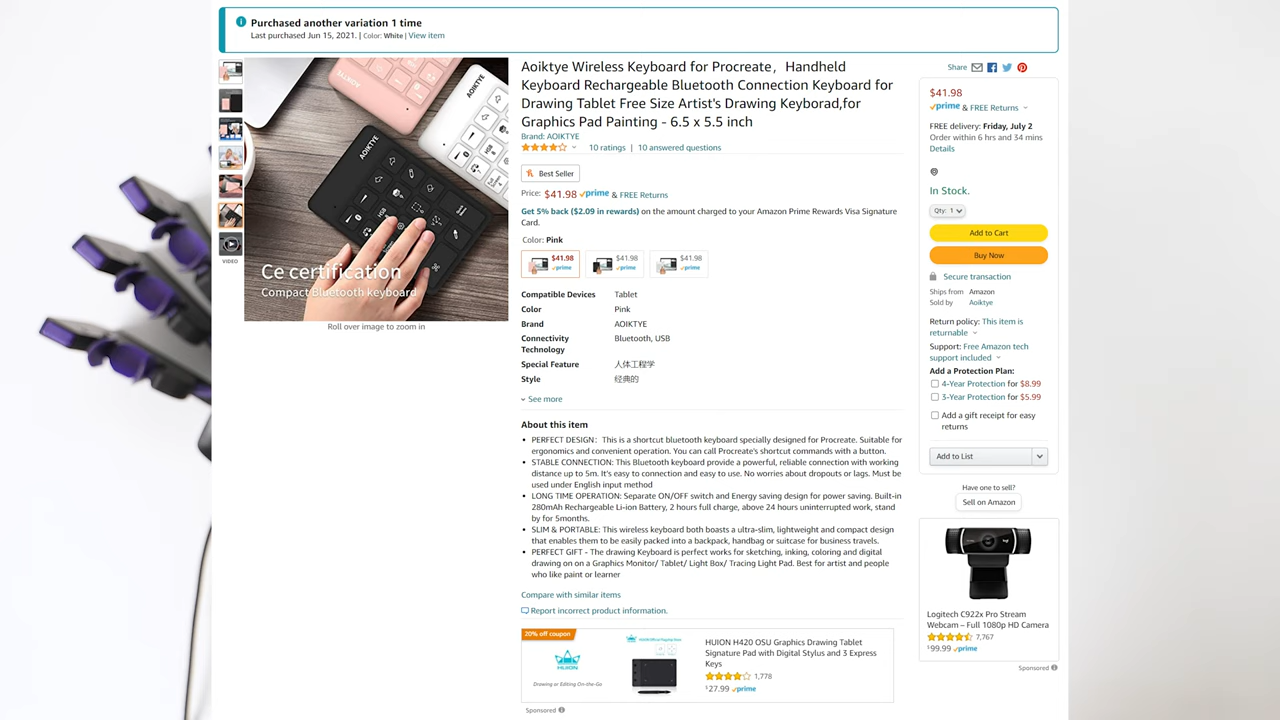 Purchased another variation 1 time
Last purchased Jun 15, 2021. | Color: White | View item
Aoiktye Wireless Keyboard for Procreate，Handheld
Keyboard Rechargeable Bluetooth Connection Keyboard for
Drawing Tablet Free Size Artist's Drawing Keyborad,for
Graphics Pad Painting - 6.5 x 5.5 inch
Brand: AOIKTYE
10 ratings | 10 answered questions
Best Seller
Price: $41.98 prime & FREE Returns
Get 5% back ($2.09 in rewards) on the amount charged to your Amazon Prime Rewards Visa Signature
Card.
Color: Pink
$41.98 prime
$41.98 prime
$41.98 prime
Compatible Devices Tablet
Color Pink
Brand AOIKTYE
Connectivity Technology Bluetooth, USB
Special Feature 人体工程学
Style 经典的
See more
About this item
PERFECT DESIGN：This is a shortcut bluetooth keyboard specially designed for Procreate. Suitable for
ergonomics and convenient operation. You can call Procreate's shortcut commands with a button.
STABLE CONNECTION: This Bluetooth keyboard provide a powerful, reliable connection with working
distance up to 5m. It's easy to connection and easy to use. No worries about dropouts or lags. Must be
used under English input method
LONG TIME OPERATION: Separate ON/OFF switch and Energy saving design for power saving. Built-in
280mAh Rechargeable Li-ion Battery, 2 hours full charge, above 24 hours uninterrupted work, stand
by for 5months.
SLIM & PORTABLE: This wireless keyboard both boasts a ultra-slim, lightweight and compact design
that enables them to be easily packed into a backpack, handbag or suitcase for business travels.
PERFECT GIFT - The drawing Keyboard is perfect works for sketching, inking, coloring and digital
drawing on on a Graphics Monitor/ Tablet/ Light Box/ Tracing Light Pad. Best for artist and people
who like paint or learner
Compare with similar items
Report incorrect product information.
20% off coupon
HUION
Drawing or Editing On-the-Go
HUION H420 OSU Graphics Drawing Tablet
Signature Pad with Digital Stylus and 3 Express
Keys
1,778
$27.99 prime
Sponsored
AOIKTYE
AOIKTYE
AOIKTYE
Ce certification
Compact Bluetooth keyboard
Roll over image to zoom in
VIDEO
Share
$41.98
prime & FREE Returns
FREE delivery: Friday, July 2
Order within 6 hrs and 34 mins
Details
In Stock.
Qty: 1
Add to Cart
Buy Now
Secure transaction
Ships from Amazon
Sold by Aoiktye
Return policy: This item is
returnable
Support: Free Amazon tech
support included
Add a Protection Plan:
4-Year Protection for $8.99
3-Year Protection for $5.99
Add a gift receipt for easy
returns
Add to List
Have one to sell?
Sell on Amazon
Logitech C922x Pro Stream
Webcam – Full 1080p HD Camera
7,767
$99.99 prime
Sponsored